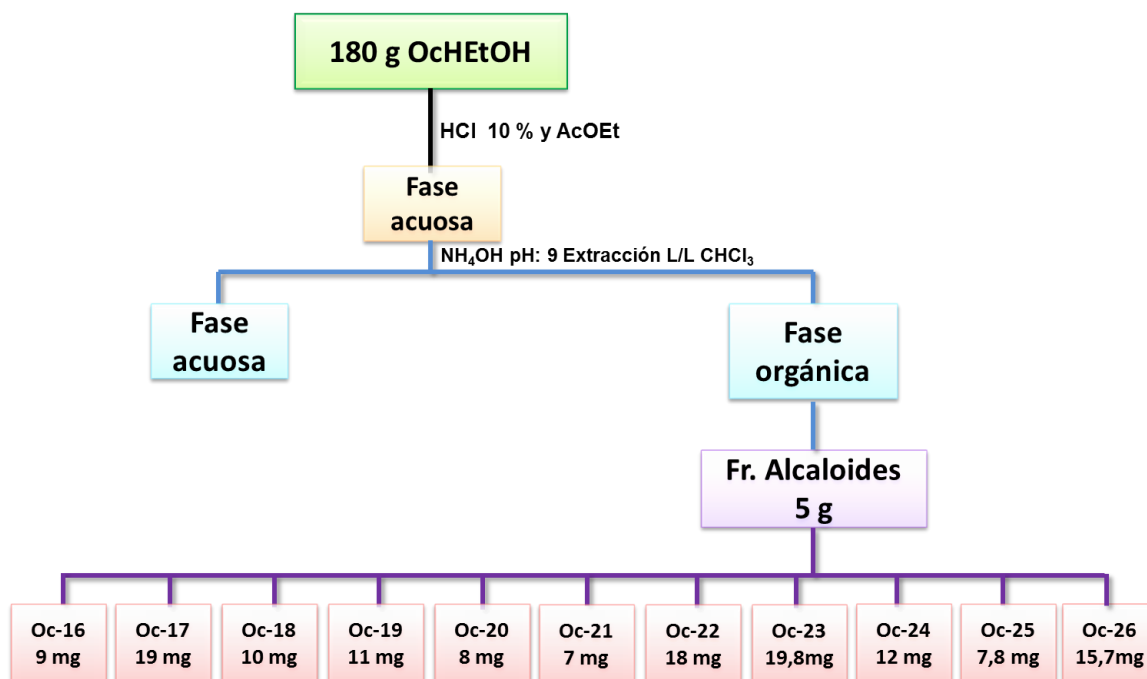 180 g OcHEtOH
HCl 10 % y AcOEt
Fase
acuosa
NH₄OH pH: 9 Extracción L/L CHCl₃
Fase
acuosa
Fase
orgánica
Fr. Alcaloides
5 g
Oc-16
9 mg
Oc-17
19 mg
Oc-18
10 mg
Oc-19
11 mg
Oc-20
8 mg
Oc-21
7 mg
Oc-22
18 mg
Oc-23
19,8mg
Oc-24
12 mg
Oc-25
7,8 mg
Oc-26
15,7mg